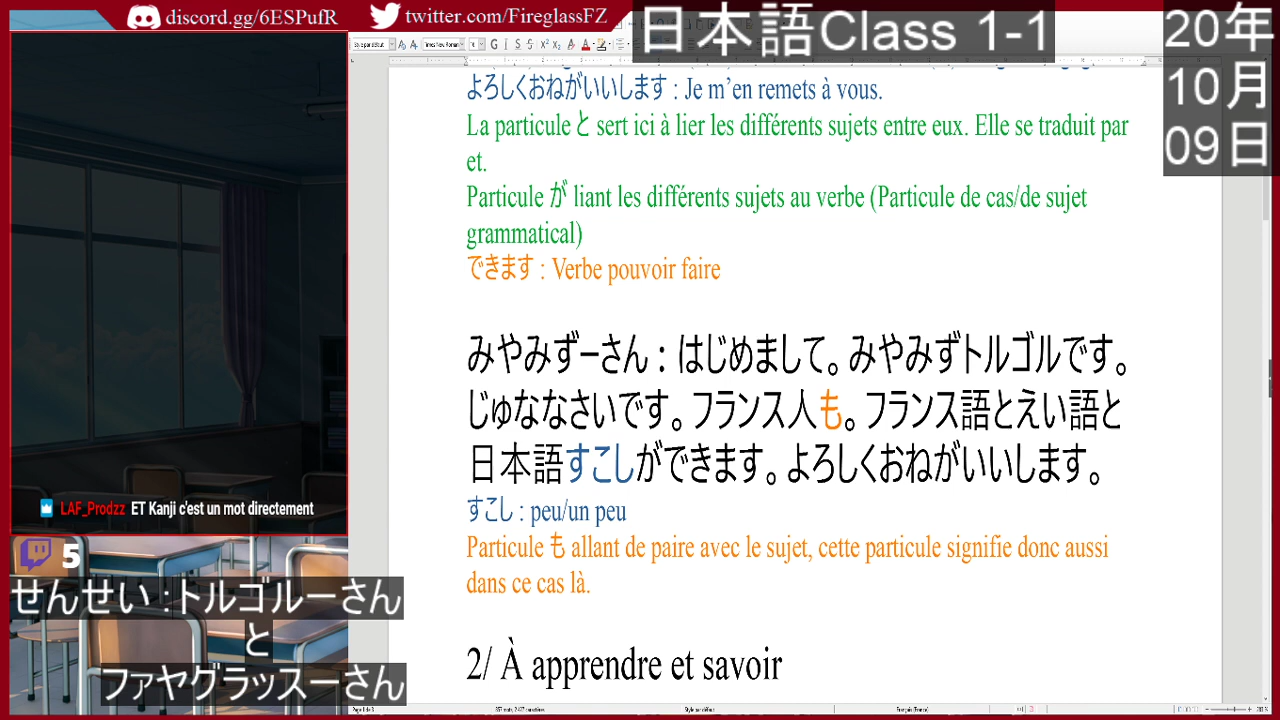 discord.gg/6ESPufR
twitter.com/FireglassFZ
日本語Class 1-1
20年
10月
09日
よろしくおねがいいします : Je m'en remets à vous.
La particule と sert ici à lier les différents sujets entre eux. Elle se traduit par
et.
Particule が liant les différents sujets au verbe (Particule de cas/de sujet
grammatical)
できます : Verbe pouvoir faire
みやみずーさん : はじめまして。みやみずトルゴルです。
じゅななさいです。フランス人も。フランス語とえい語と
日本語すこしができます。よろしくおねがいいします。
すこし : peu/un peu
Particule も allant de paire avec le sujet, cette particule signifie donc aussi
dans ce cas là.
2/ À apprendre et savoir
LAF_Prodzz ET Kanji c'est un mot directement
5
せんせい :トルゴルーさん
と
ファヤグラッスーさん